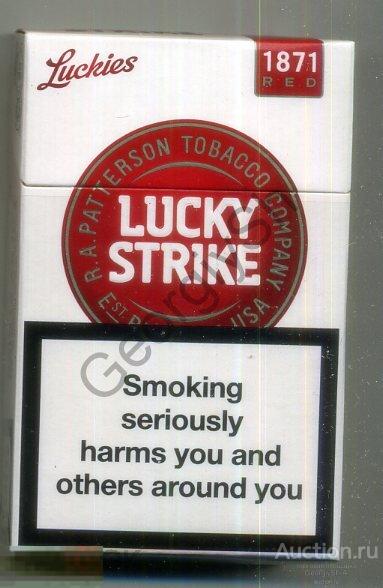 Luckies
1871
RED
R.A. PATTERSON TOBACCO COMPANY
LUCKY
STRIKE
EST
USA
Smoking
seriously
harms you and
others around you
GeorgiySt
Auction.ru